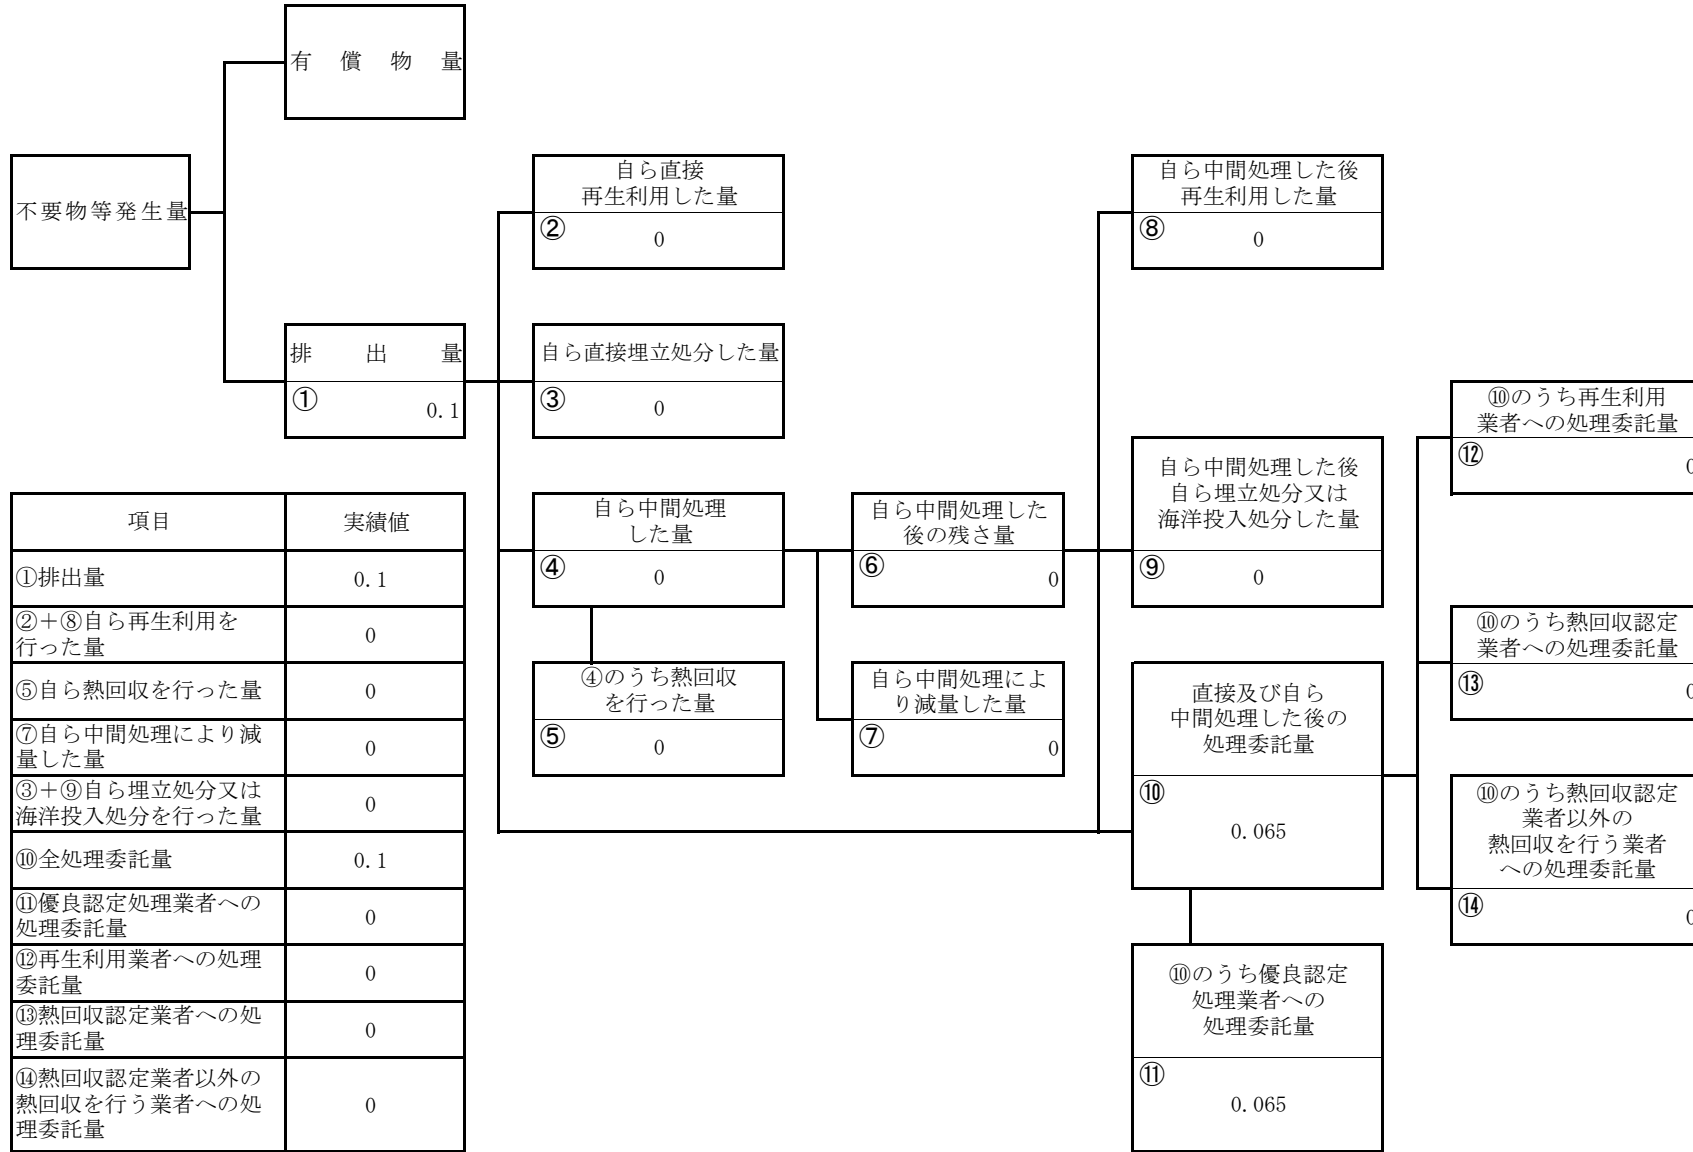 有償物量
不要物等発生量
排出量
①
0.1
自ら直接
再生利用した量
②
0
自ら直接埋立処分した量
③
0
自ら中間処理
した量
④
0
④のうち熱回収
を行った量
⑤
0
自ら中間処理した
後の残さ量
⑥
0
自ら中間処理によ
り減量した量
⑦
0
自ら中間処理した後
再生利用した量
⑧
0
自ら中間処理した後
自ら埋立処分又は
海洋投入処分した量
⑨
0
直接及び自ら
中間処理した後の
処理委託量
⑩
0.065
⑩のうち優良認定
処理業者への
処理委託量
⑪
0.065
⑩のうち再生利用
業者への処理委託量
⑫
0
⑩のうち熱回収認定
業者への処理委託量
⑬
0
⑩のうち熱回収認定
業者以外の
熱回収を行う業者
への処理委託量
⑭
0
項目 実績値
①排出量 0.1
②＋⑧自ら再生利用を
行った量 0
⑤自ら熱回収を行った量 0
⑦自ら中間処理により減
量した量 0
③＋⑨自ら埋立処分又は
海洋投入処分を行った量 0
⑩全処理委託量 0.1
⑪優良認定処理業者への
処理委託量 0
⑫再生利用業者への処理
委託量 0
⑬熱回収認定業者への処
理委託量 0
⑭熱回収認定業者以外の
熱回収を行う業者への処
理委託量 0